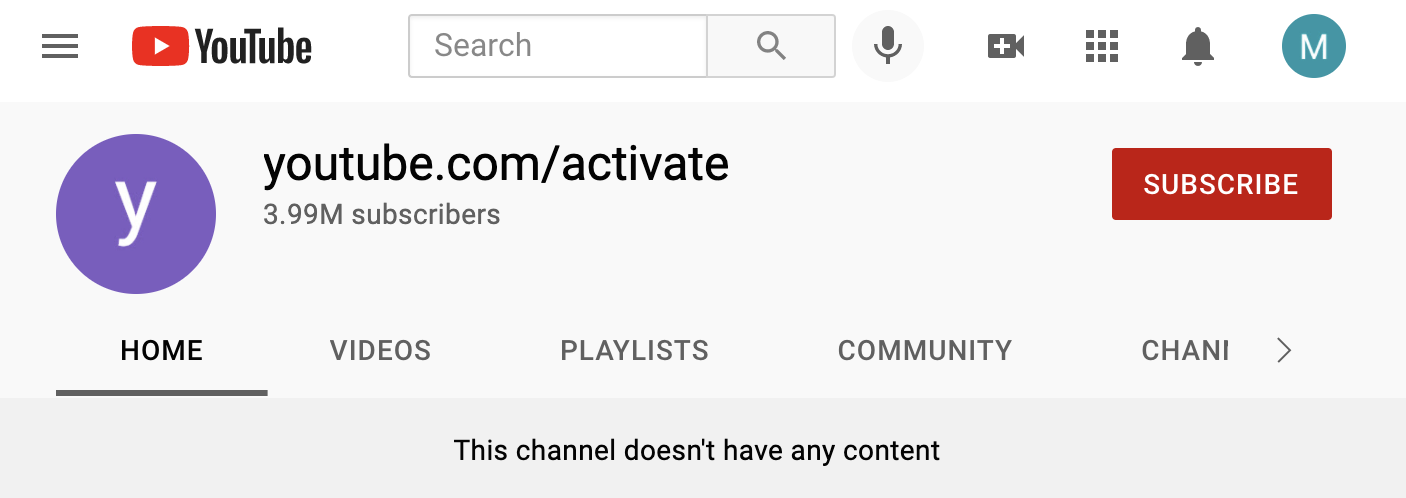 YouTube
Search
M
y
youtube.com/activate
3.99M subscribers
SUBSCRIBE
HOME VIDEOS PLAYLISTS COMMUNITY
This channel doesn't have any content